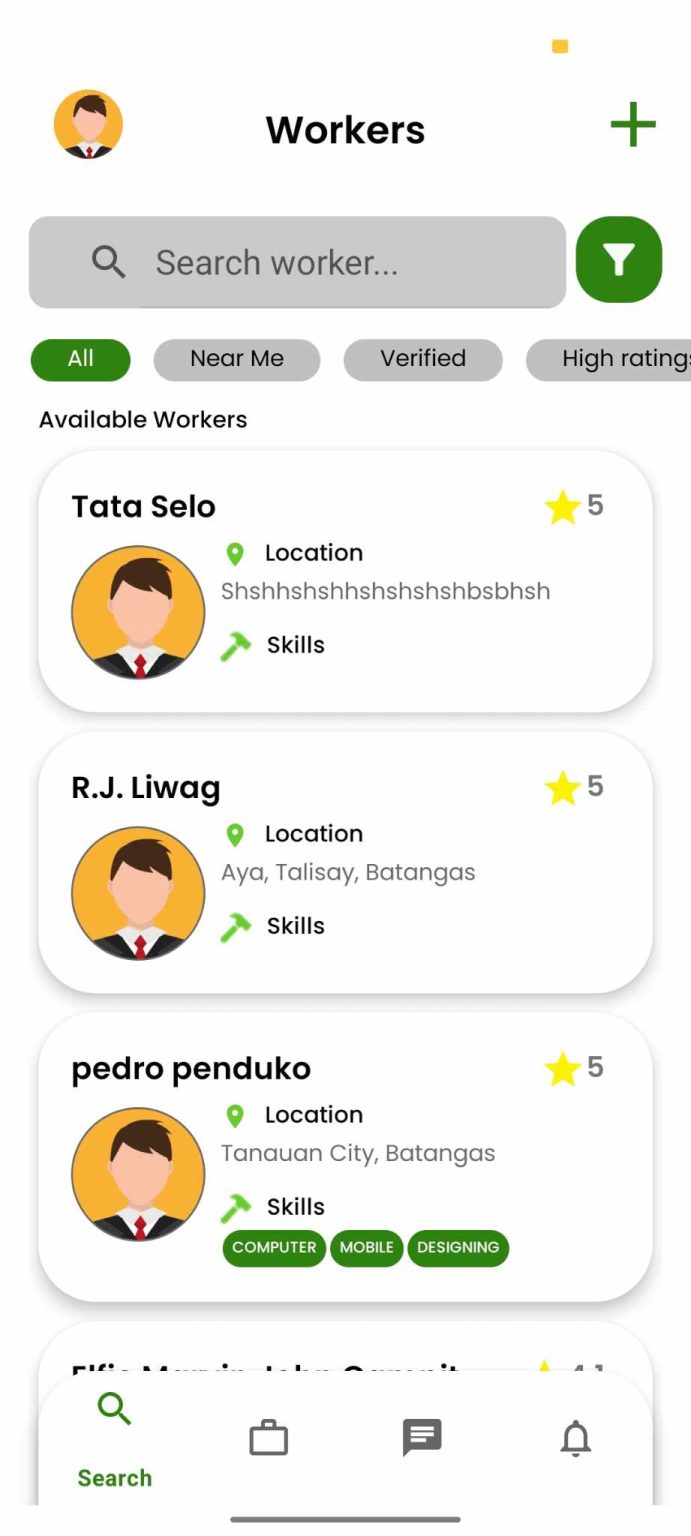 Workers
Search worker...
All Near Me Verified High ratings
Available Workers
Tata Selo 5
Location
Shshhshshhshshshshbsbhsh
Skills
R.J. Liwag 5
Location
Aya, Talisay, Batangas
Skills
pedro penduko 5
Location
Tanauan City, Batangas
Skills
COMPUTER MOBILE DESIGNING
Search